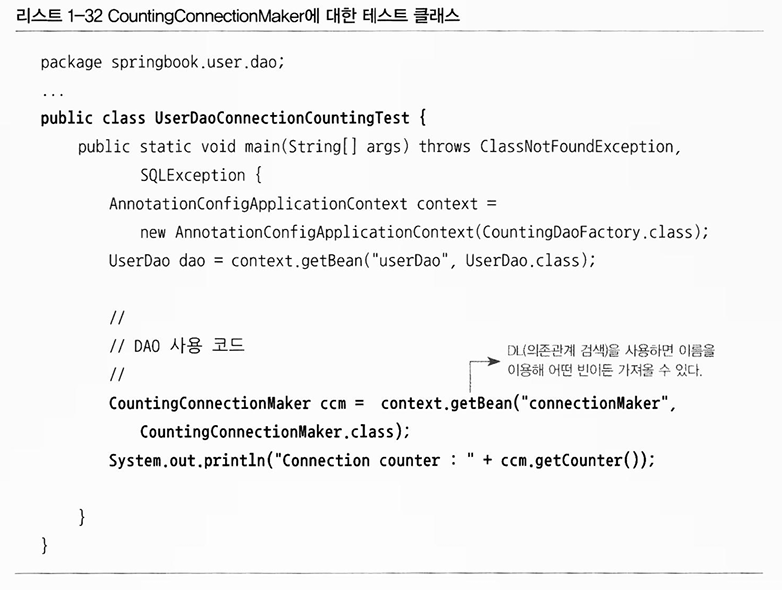 리스트 1-32 CountingConnectionMaker에 대한 테스트 클래스
package springbook.user.dao;
...
public class UserDaoConnectionCountingTest {
public static void main(String[] args) throws ClassNotFoundException,
SQLException {
AnnotationConfigApplicationContext context =
new AnnotationConfigApplicationContext(CountingDaoFactory.class);
UserDao dao = context.getBean("userDao", UserDao.class);
//
// DAO 사용 코드
//
DL(의존관계 검색)을 사용하면 이름을
이용해 어떤 빈이든 가져올 수 있다.
CountingConnectionMaker ccm = context.getBean("connectionMaker",
CountingConnectionMaker.class);
System.out.println("Connection counter : " + ccm.getCounter());
}
}